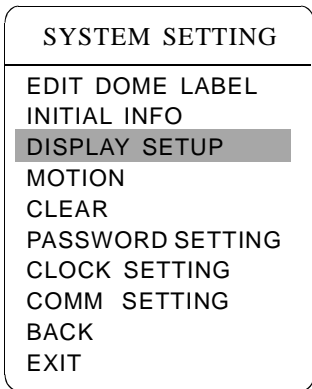 SYSTEM SETTING
EDIT DOME LABEL
INITIAL INFO
DISPLAY SETUP
MOTION
CLEAR
PASSWORD SETTING
CLOCK SETTING
COMM SETTING
BACK
EXIT